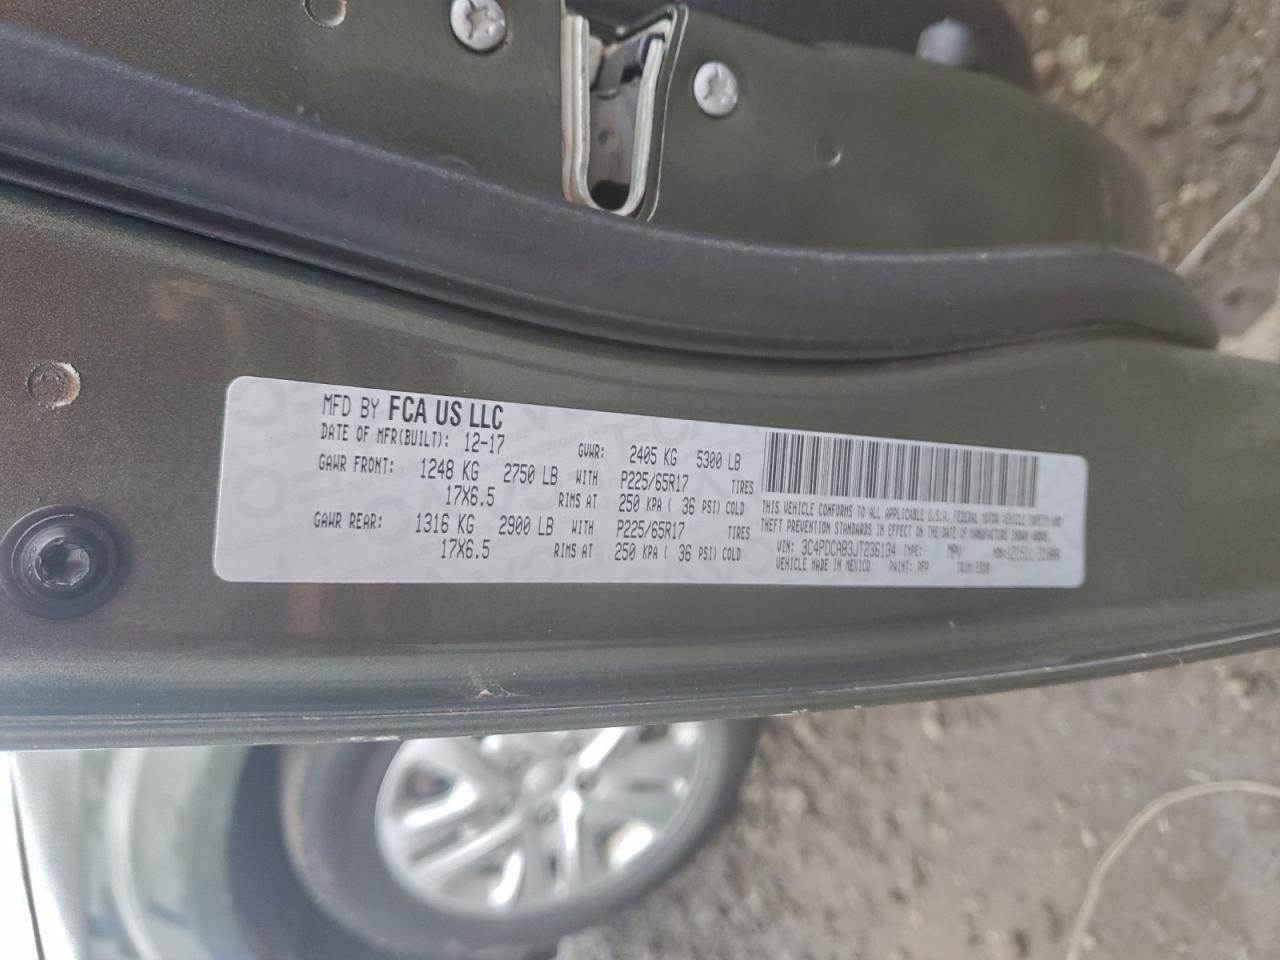 MFD BY FCA US LLC
DATE OF MFR(BUILT): 12-17 GVWR: 2405 KG 5300 LB
GAWR FRONT: 1248 KG 2750 LB WITH P225/65R17 TIRES
17X6.5 RIMS AT 250 KPA ( 36 PSI) COLD
GAWR REAR: 1316 KG 2900 LB WITH P225/65R17 TIRES
17X6.5 RIMS AT 250 KPA ( 36 PSI) COLD
THIS VEHICLE CONFORMS TO ALL APPLICABLE U.S.A. FEDERAL MOTOR VEHICLE SAFETY AND
THEFT PREVENTION STANDARDS IN EFFECT ON THE DATE OF MANUFACTURE SHOWN ABOVE.
VIN: 3C4PDCAB3JT236134 TYPE: MPV
VEHICLE MADE IN MEXICO PAINT: PFP